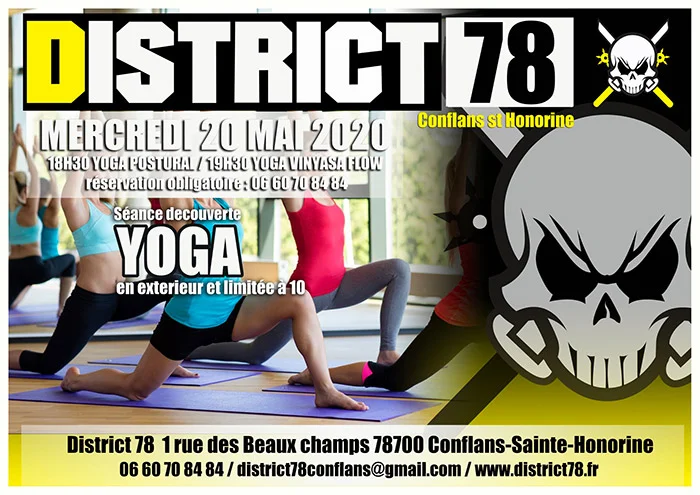 DISTRICT 78
Conflans st Honorine
MERCREDI 20 MAI 2020
18H30 YOGA POSTURAL / 19H30 YOGA VINYASA FLOW
réservation obligatoire : 06 60 70 84 84
Séance decouverte
YOGA
en exterieur et limitée à 10
District 78 1 rue des Beaux champs 78700 Conflans-Sainte-Honorine
06 60 70 84 84 / district78conflans@gmail.com / www.district78.fr